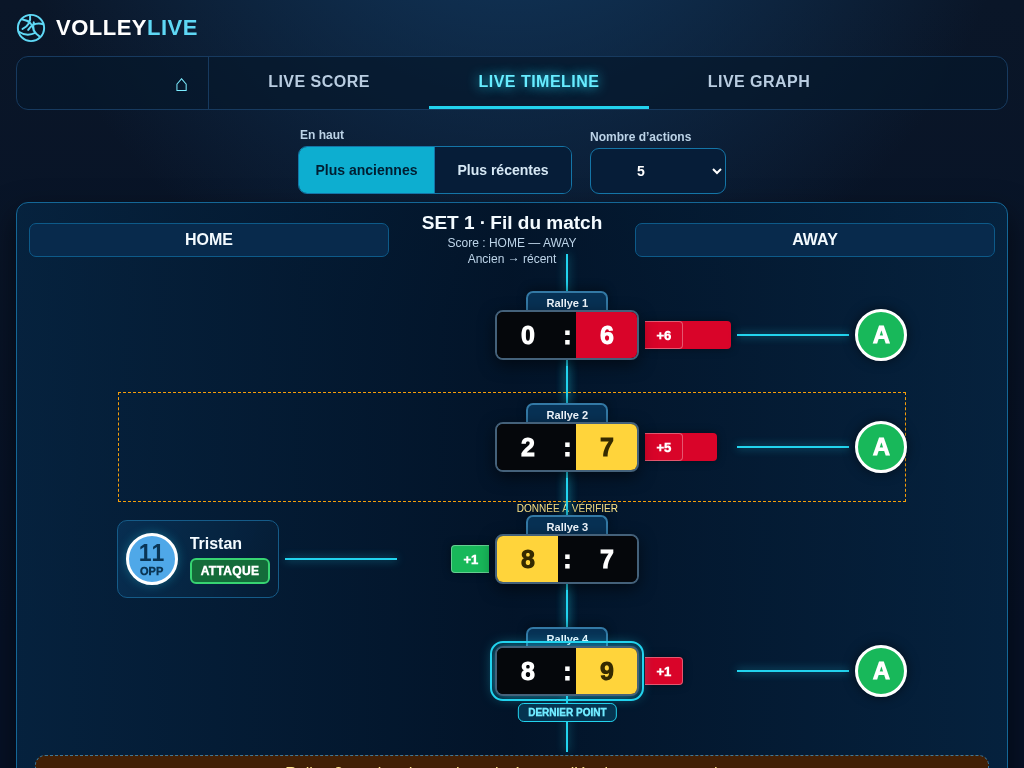 VOLLEYLIVE
LIVE SCORE
LIVE TIMELINE
LIVE GRAPH
En haut
Nombre d'actions
Plus anciennes
Plus récentes
5
HOME
SET 1 · Fil du match
AWAY
Score : HOME — AWAY
Ancien → récent
Rallye 1
0 : 6
+6
A
Rallye 2
2 : 7
+5
A
DONNÉE À VÉRIFIER
Rallye 3
11
OPP
Tristan
ATTAQUE
+1
8 : 7
Rallye 4
8 : 9
+1
A
DERNIER POINT